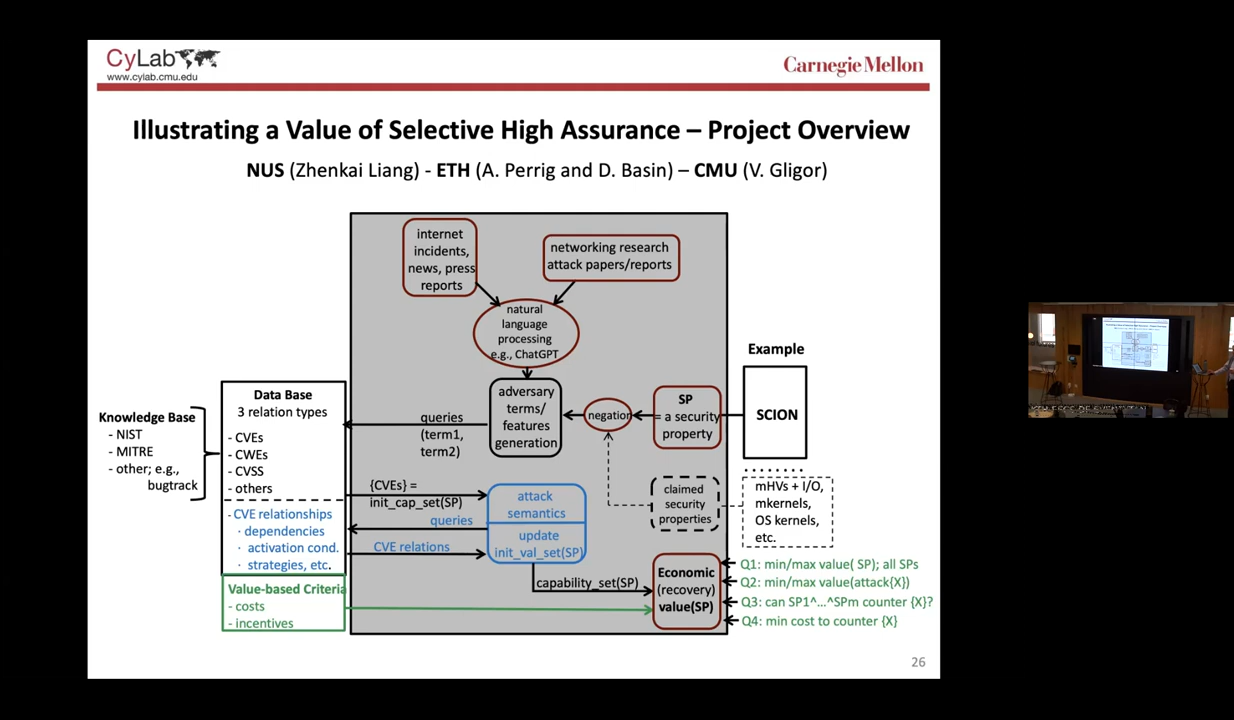 CyLab
www.cylab.cmu.edu
Carnegie Mellon
Illustrating a Value of Selective High Assurance – Project Overview
NUS (Zhenkai Liang) - ETH (A. Perrig and D. Basin) – CMU (V. Gligor)
internet
incidents,
news, press
reports
networking research
attack papers/reports
natural
language
processing
e.g., ChatGPT
adversary
terms/
features
generation
negation
SP
= a security
property
Example
SCION
Knowledge Base
- NIST
- MITRE
- other; e.g.,
bugtrack
Data Base
3 relation types
- CVEs
- CWEs
- CVSS
- others
queries
(term1,
term2)
{CVEs} =
init_cap_set(SP)
-CVE relationships
· dependencies
· activation cond.
· strategies, etc.
queries
CVE relations
attack
semantics
update
init_val_set(SP)
claimed
security
properties
mHVs + I/O,
mkernels,
OS kernels,
etc.
Value-based Criteria
- costs
- incentives
capability_set(SP)
Economic
(recovery)
value(SP)
Q1: min/max value( SP); all SPs
Q2: min/max value(attack{X})
Q3: can SP1^...^SPm counter {X}?
Q4: min cost to counter {X}
26